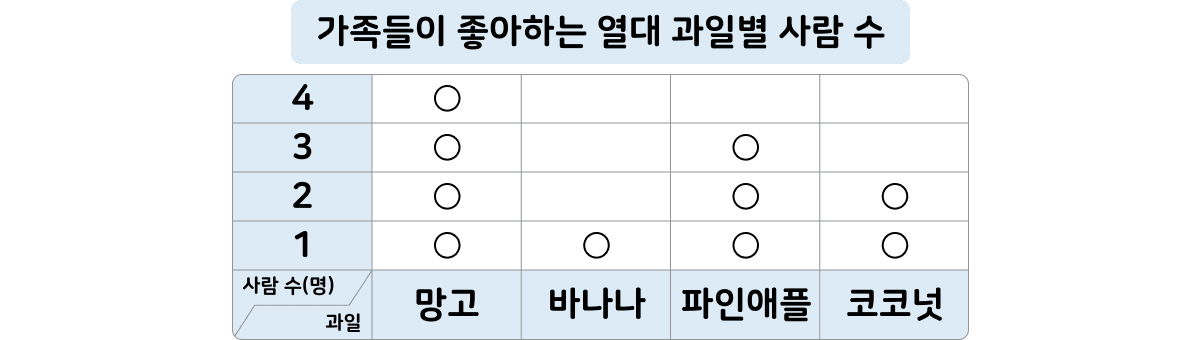 가족들이 좋아하는 열대 과일별 사람 수
4 ○
3 ○ ○
2 ○ ○ ○
1 ○ ○ ○ ○
사람 수(명)
과일
망고 바나나 파인애플 코코넛